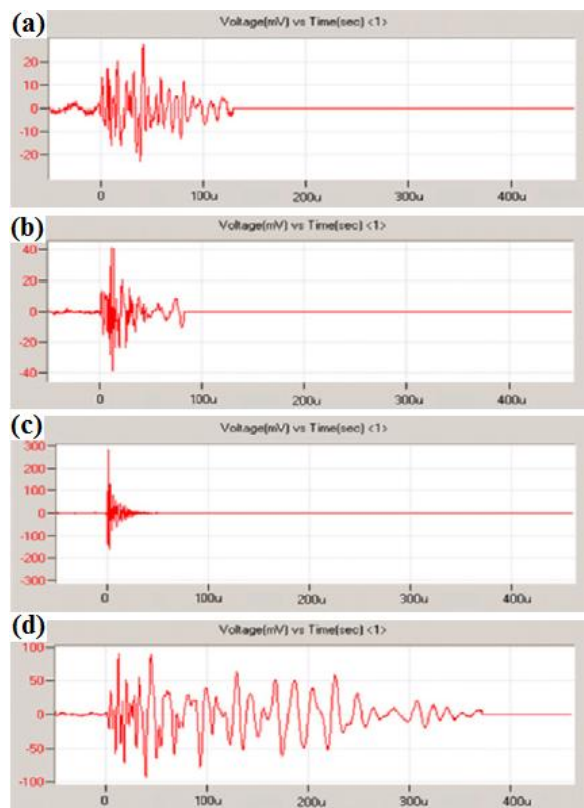 (a)
Voltage(mV) vs Time(sec) <1>
20
10
0
-10
-20
0 100u 200u 300u 400u
(b)
Voltage(mV) vs Time(sec) <1>
40
20
0
-20
-40
0 100u 200u 300u 400u
(c)
Voltage(mV) vs Time(sec) <1>
300
200
100
0
-100
-200
-300
0 100u 200u 300u 400u
(d)
Voltage(mV) vs Time(sec) <1>
100
50
0
-50
-100
0 100u 200u 300u 400u